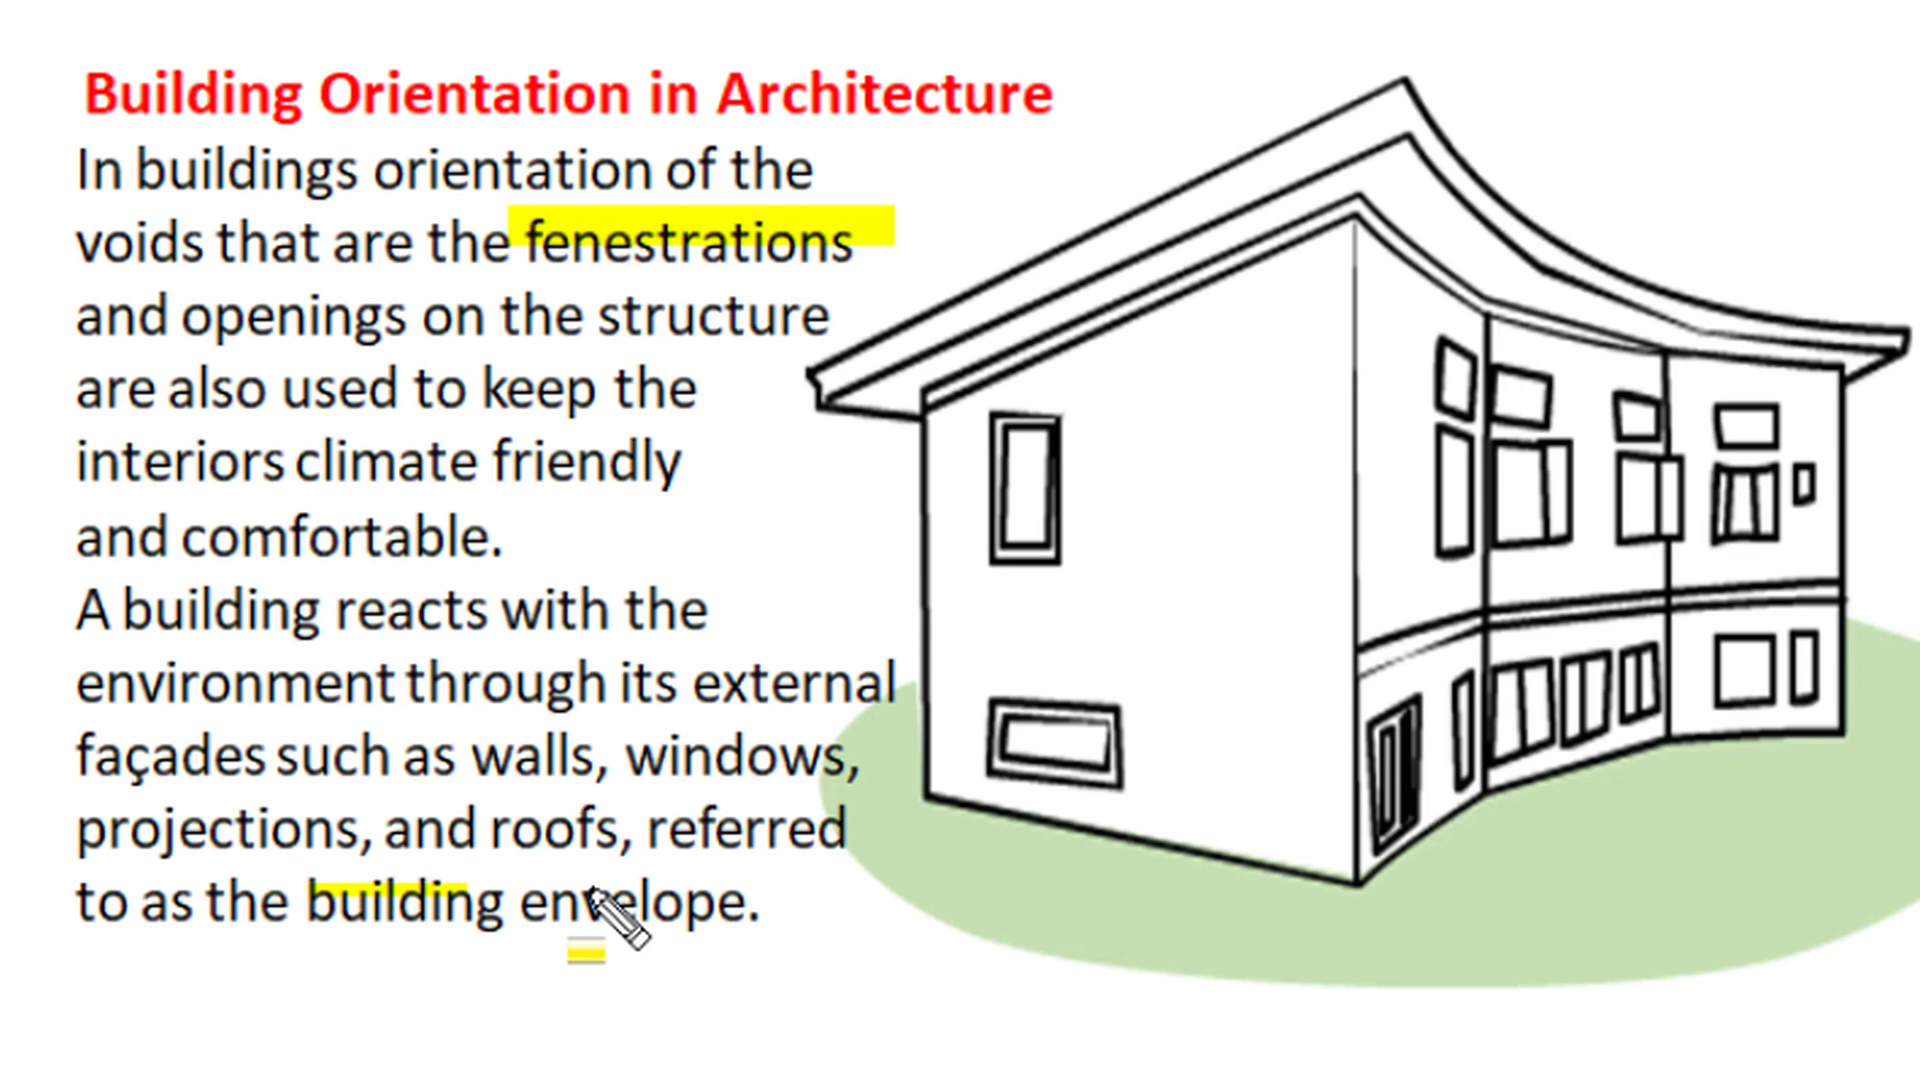 Building Orientation in Architecture
In buildings orientation of the
voids that are the fenestrations
and openings on the structure
are also used to keep the
interiors climate friendly
and comfortable.
A building reacts with the
environment through its external
façades such as walls, windows,
projections, and roofs, referred
to as the building envelope.